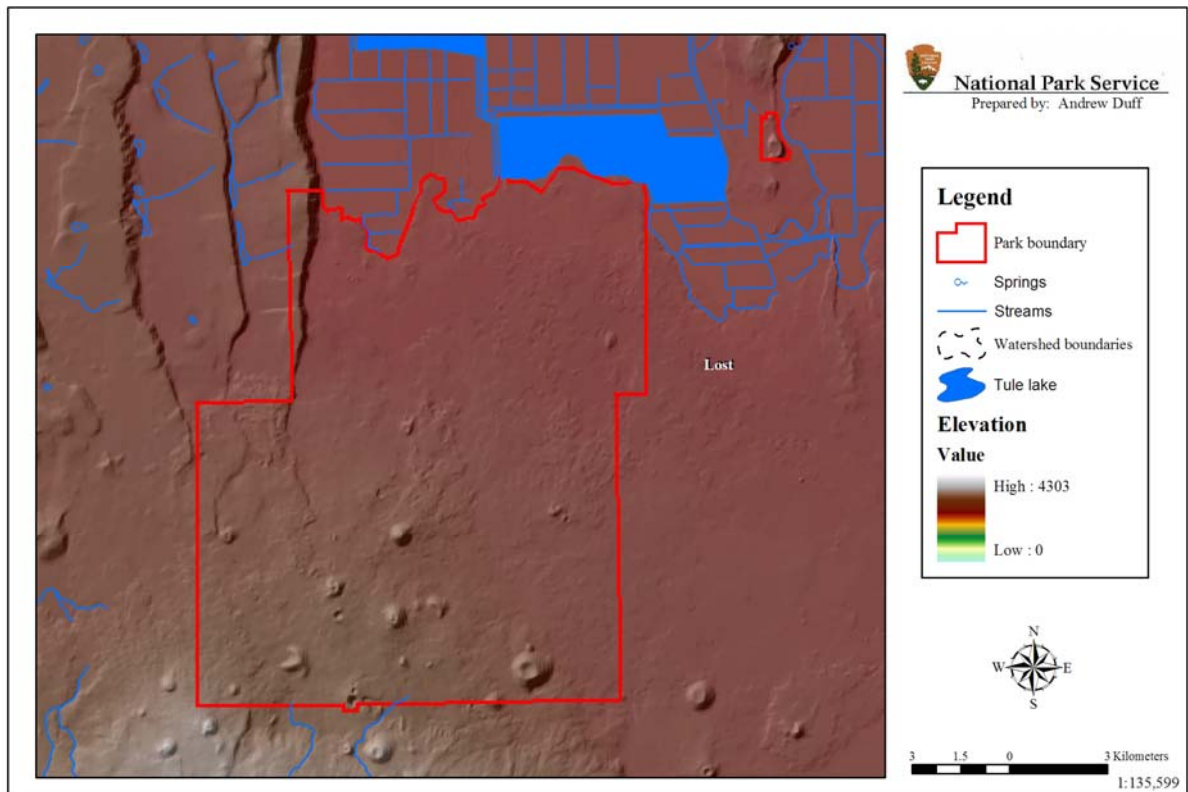 National Park Service
Prepared by: Andrew Duff
Legend
Park boundary
Springs
Streams
Watershed boundaries
Tule lake
Elevation
Value
High : 4303
Low : 0
Lost
N
W E
S
3 1.5 0 3 Kilometers
1:135,599